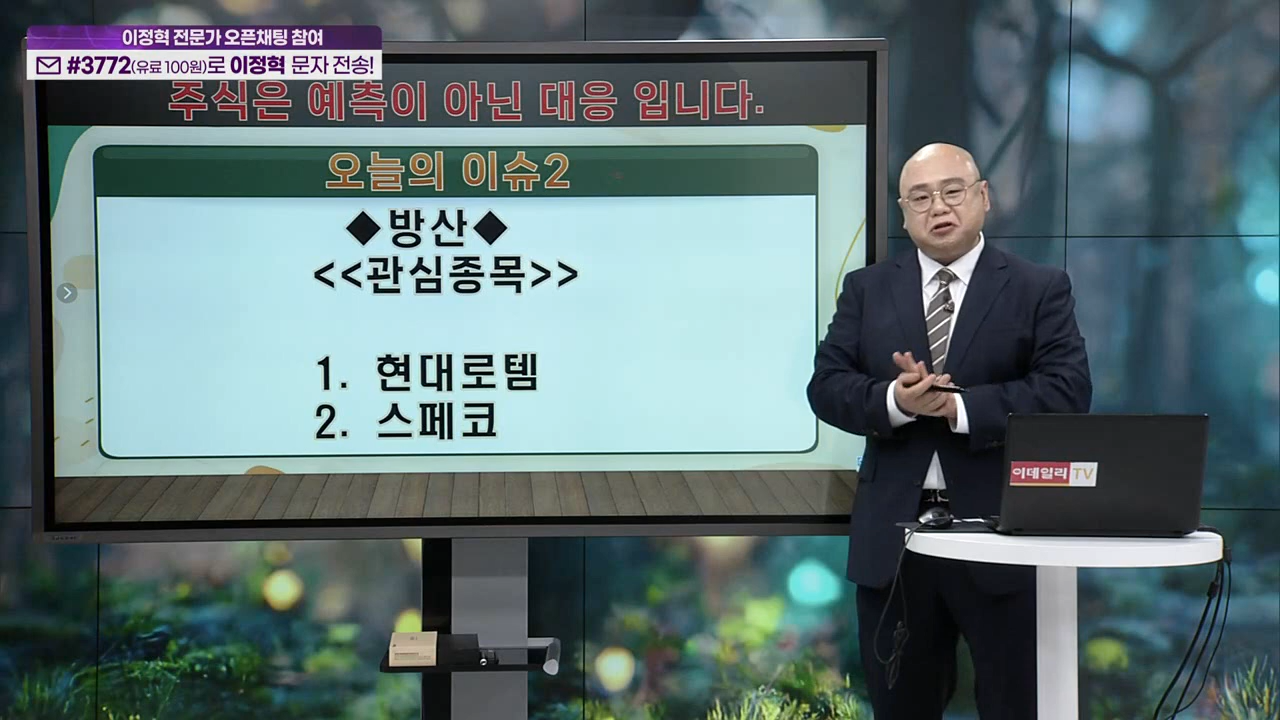 이정혁 전문가 오픈채팅 참여
#3772(유료 100원)로 이정혁 문자 전송!
주식은 예측이 아닌 대응 입니다.
오늘의 이슈2
◆방산◆
<<관심종목>>
1. 현대로템
2. 스페코
이데일리 TV